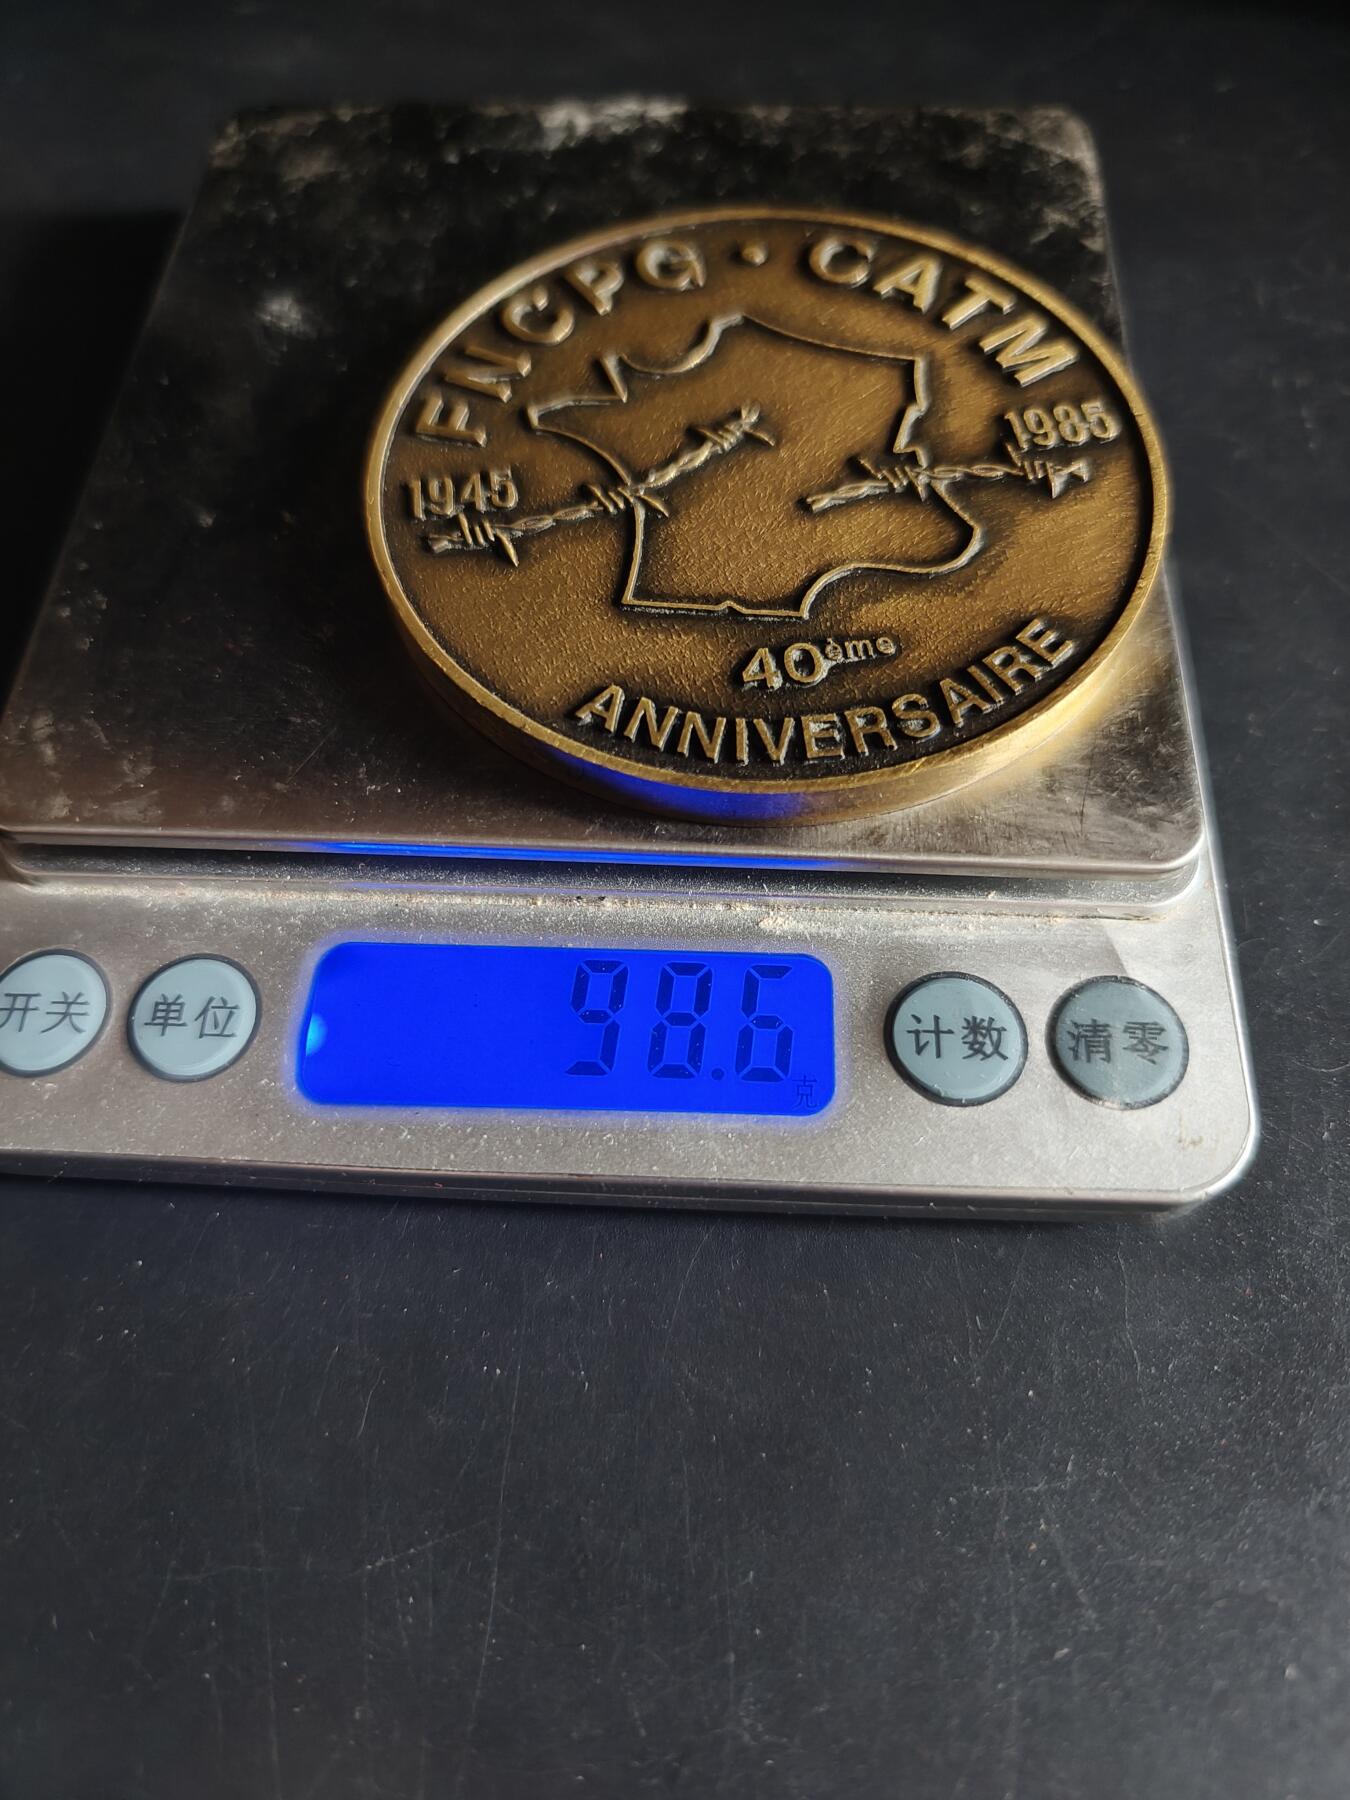 FNCPG · CATM
1945
1985
40ème
ANNIVERSAIRE
98.6
克
开关
单位
计数
清零